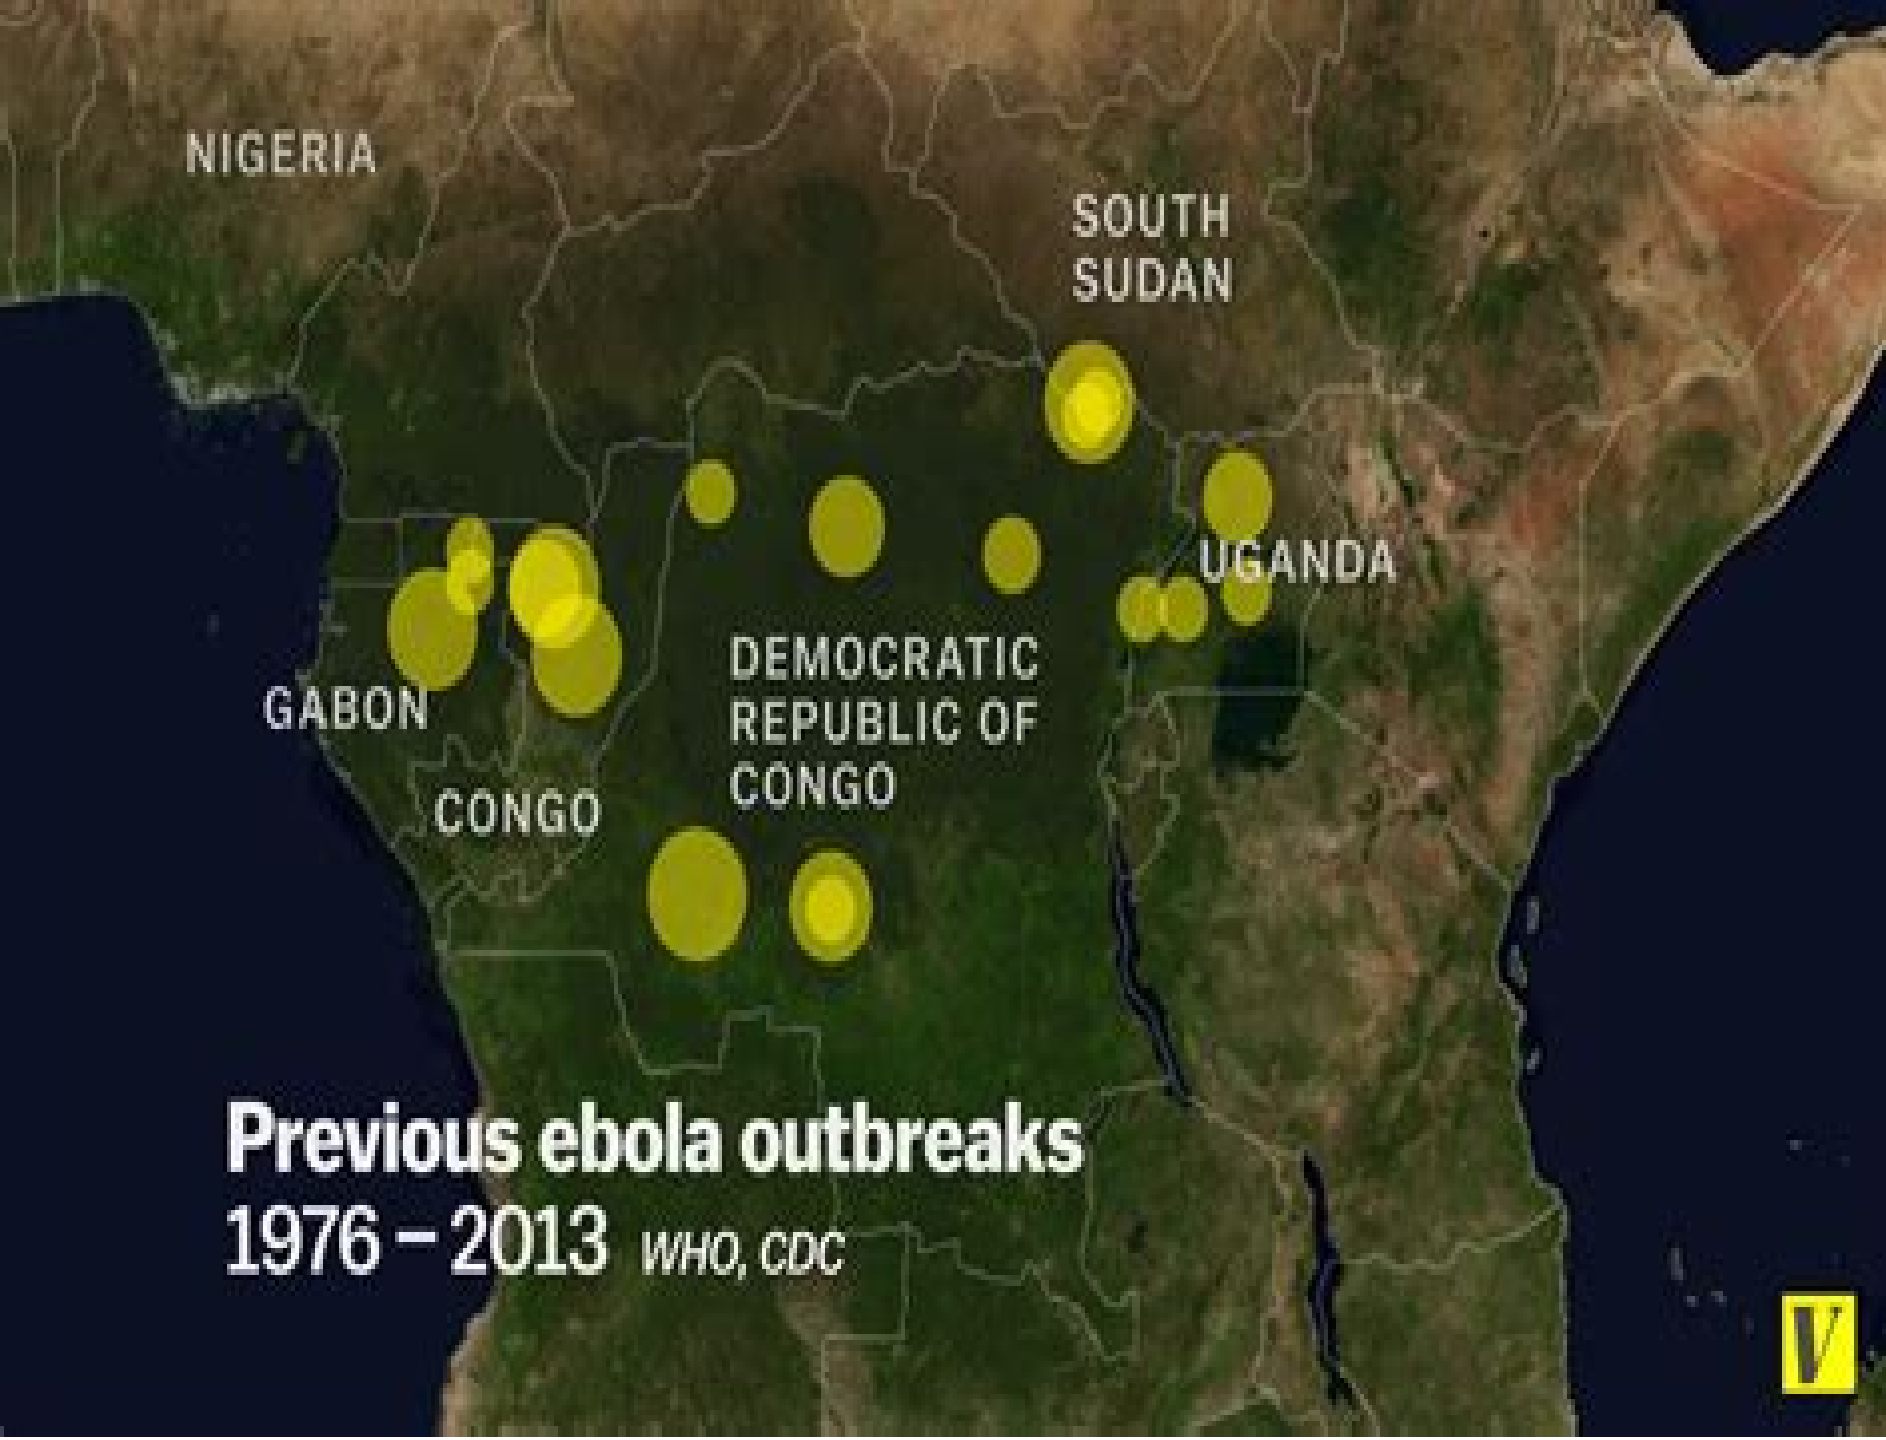 NIGERIA
SOUTH
SUDAN
UGANDA
DEMOCRATIC
REPUBLIC OF
CONGO
GABON
CONGO
Previous ebola outbreaks
1976 – 2013 WHO, CDC
V